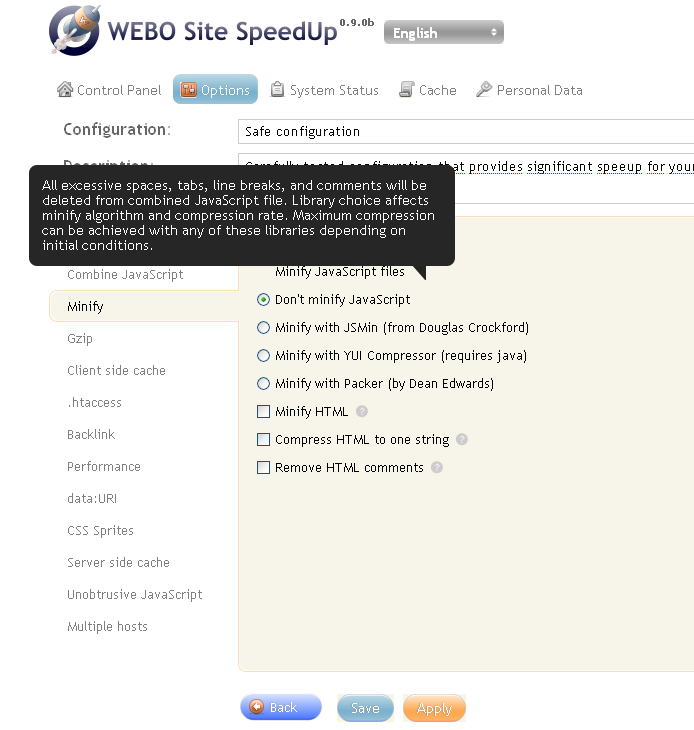 WEBO Site SpeedUp 0.9.0b English
Control Panel Options System Status Cache Personal Data
Configuration: Safe configuration
Description: Carefully tested configuration that provides significant speeup for your
All excessive spaces, tabs, line breaks, and comments will be
deleted from combined JavaScript file. Library choice affects
minify algorithm and compression rate. Maximum compression
can be achieved with any of these libraries depending on
initial conditions.
Combine JavaScript
Minify
Gzip
Client side cache
.htaccess
Backlink
Performance
data:URI
CSS Sprites
Server side cache
Unobtrusive JavaScript
Multiple hosts
Minify JavaScript files
Don't minify JavaScript
Minify with JSMin (from Douglas Crockford)
Minify with YUI Compressor (requires java)
Minify with Packer (by Dean Edwards)
Minify HTML ?
Compress HTML to one string ?
Remove HTML comments ?
Back Save Apply